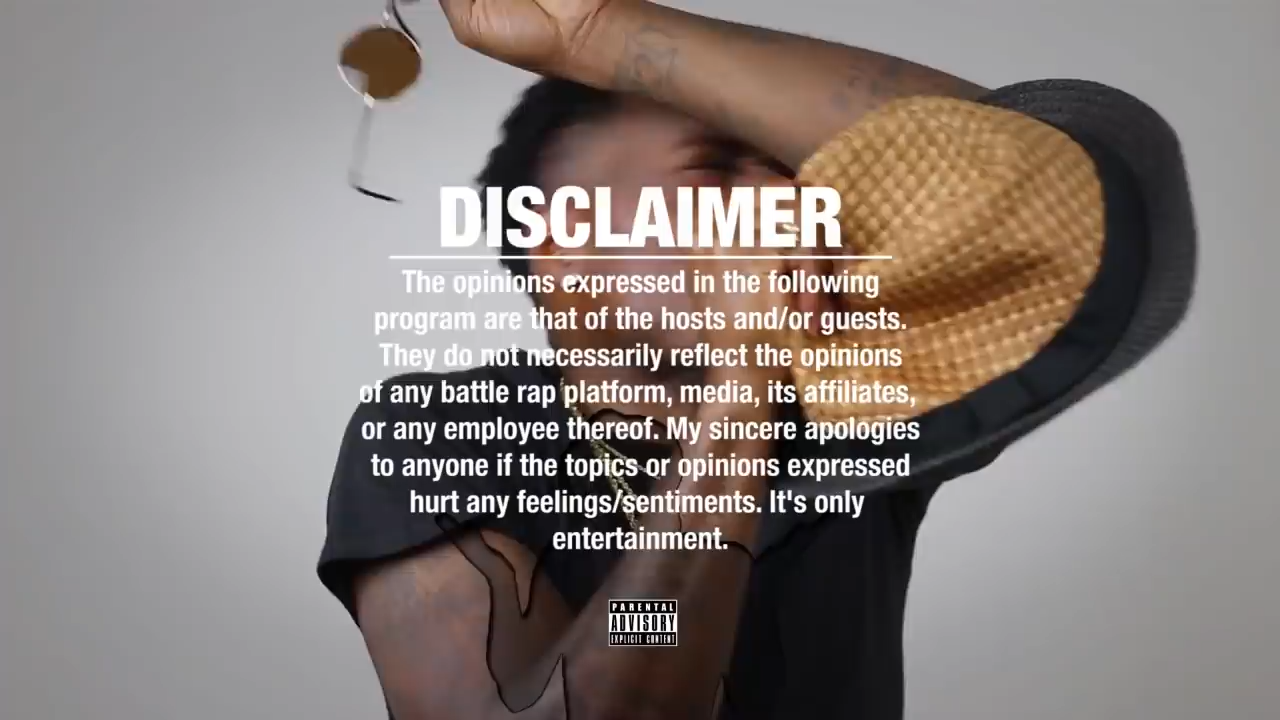 DISCLAIMER
The opinions expressed in the following
program are that of the hosts and/or guests.
They do not necessarily reflect the opinions
of any battle rap platform, media, its affiliates,
or any employee thereof. My sincere apologies
to anyone if the topics or opinions expressed
hurt any feelings/sentiments. It's only
entertainment.
PARENTAL
ADVISORY
EXPLICIT CONTENT